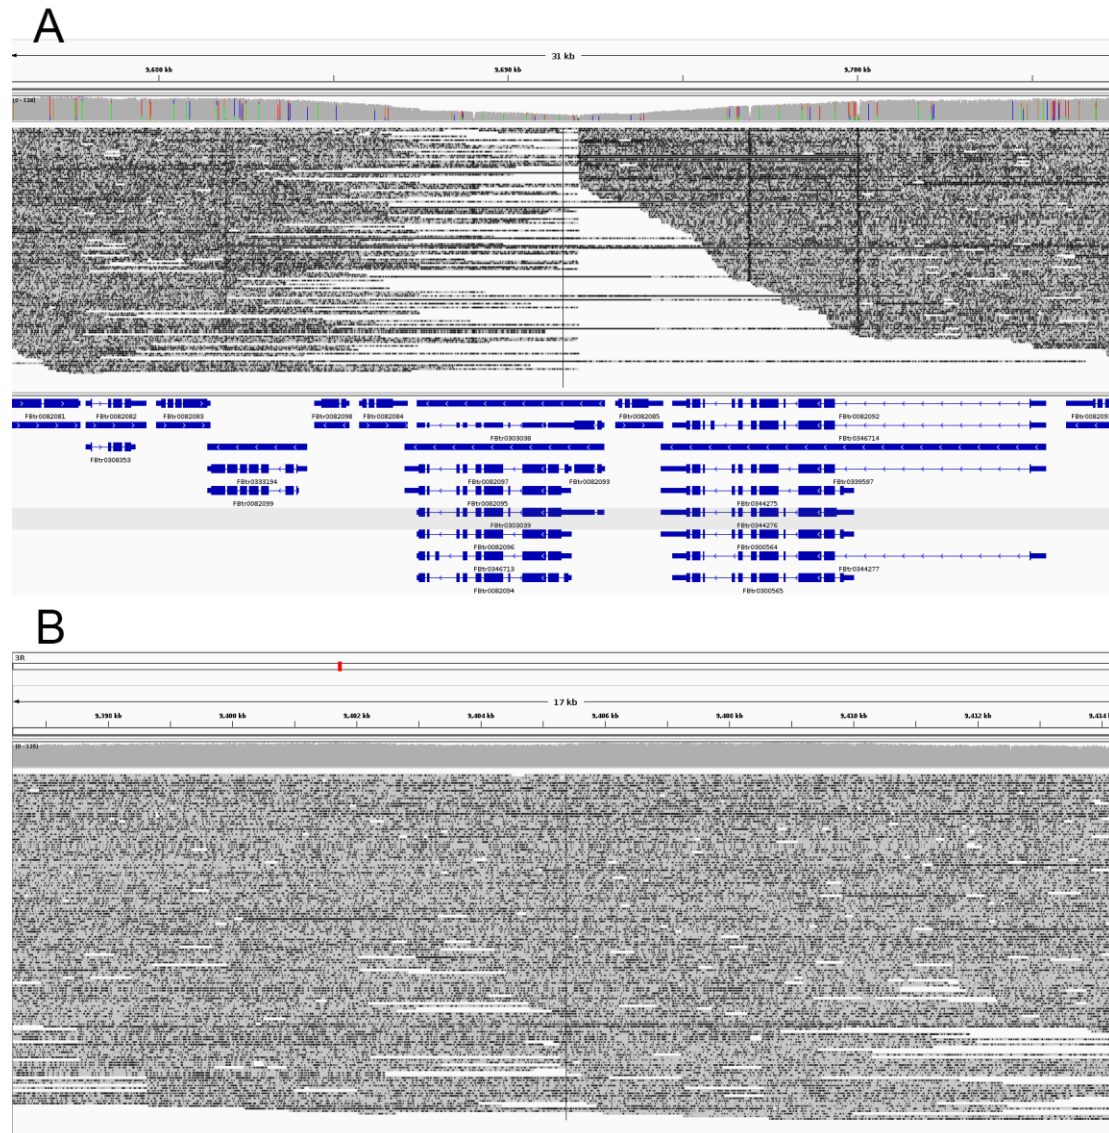 A
31 kb
9,680 kb 9,690 kb 9,700 kb
[0 - 128]
FBtr0082081 FBtr0082082 FBtr0082083 FBtr0082098 FBtr0082084 FBtr0082085 FBtr0082092
FBtr0303038 FBtr0346714
FBtr0308353
FBtr0333194 FBtr0082097 FBtr0082093 FBtr0339597
FBtr0082099 FBtr0082095 FBtr0344275
FBtr0303039 FBtr0344276
FBtr0082096 FBtr0300564
FBtr0346713 FBtr0344277
FBtr0082094 FBtr0300565
B
3R
17 kb
9,400 kb 9,402 kb 9,404 kb 9,406 kb 9,408 kb 9,410 kb 9,412 kb 9,414